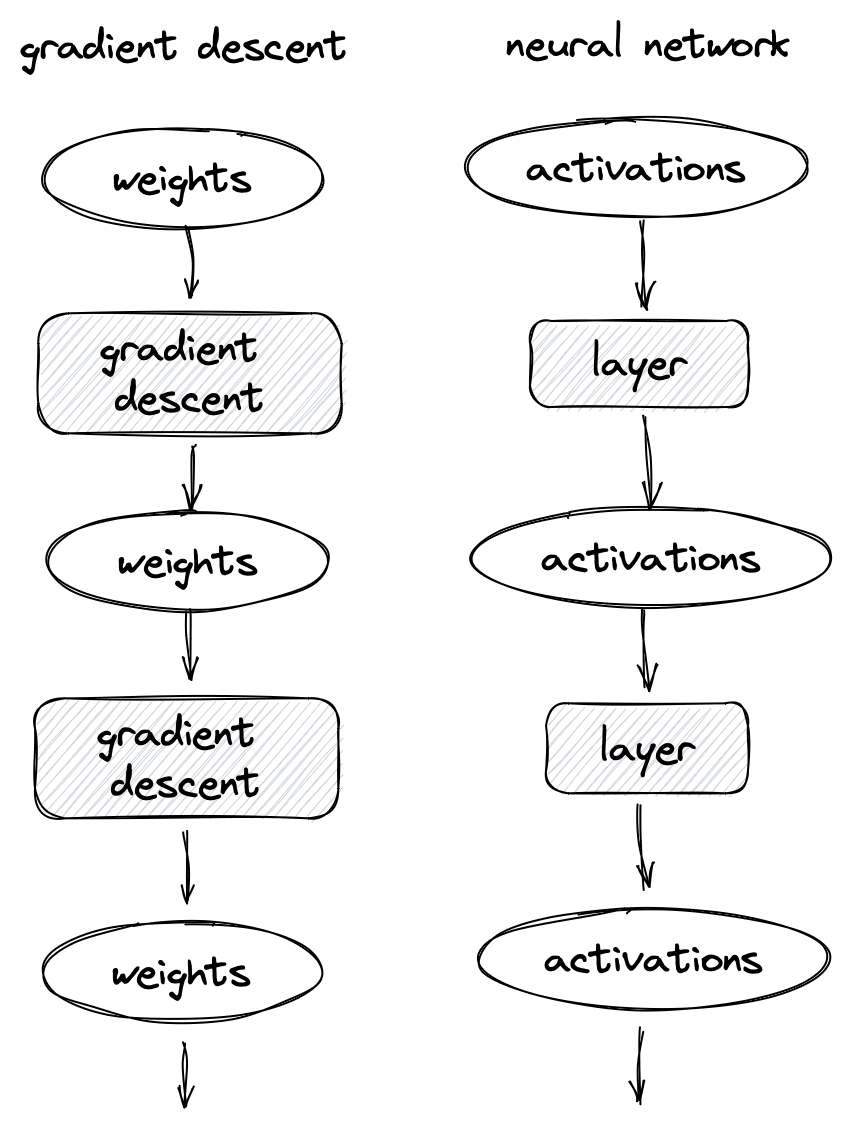 gradient descent
weights
gradient
descent
weights
gradient
descent
weights
neural network
activations
layer
activations
layer
activations